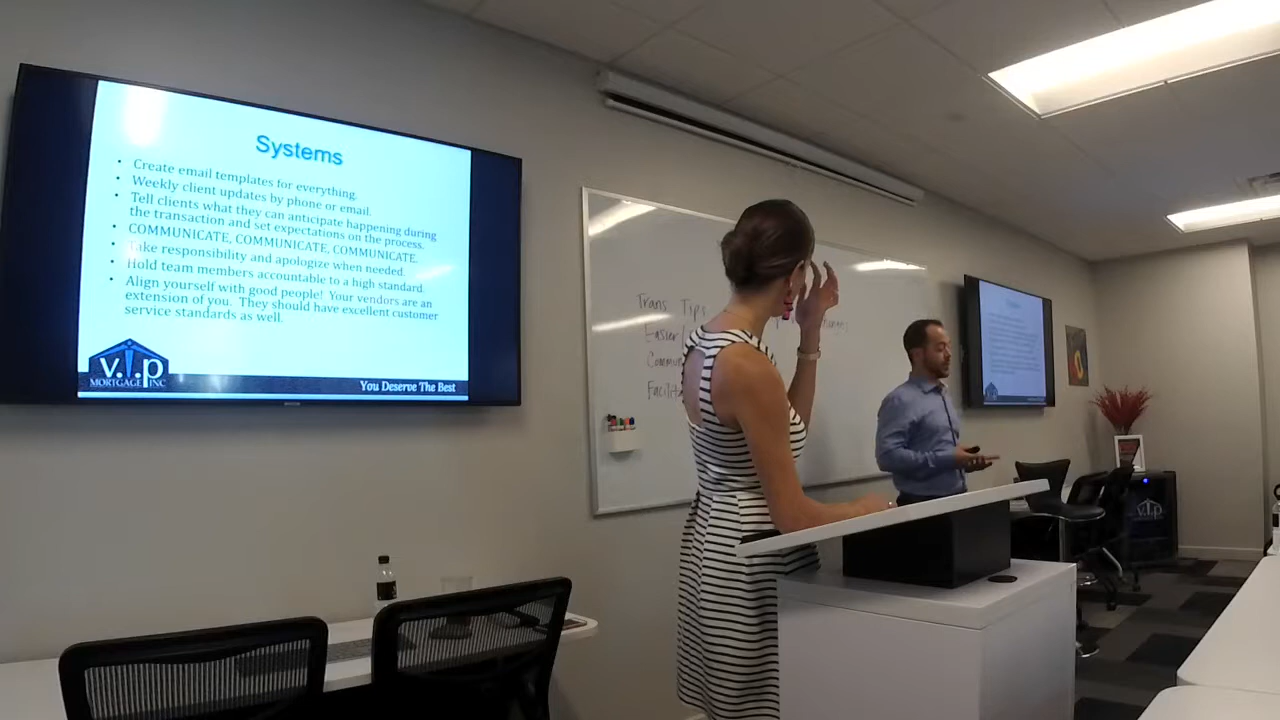 Systems
• Create email templates for everything.
• Weekly client updates by phone or email.
• Tell clients what they can anticipate happening during
the transaction and set expectations on the process.
• COMMUNICATE, COMMUNICATE, COMMUNICATE.
• Take responsibility and apologize when needed.
• Hold team members accountable to a high standard.
• Align yourself with good people! Your vendors are an
extension of you. They should have excellent customer
service standards as well.
v.i.p
MORTGAGE INC
You Deserve The Best
Trans Tips
Easier/
Commun
Facilita
v.i.p